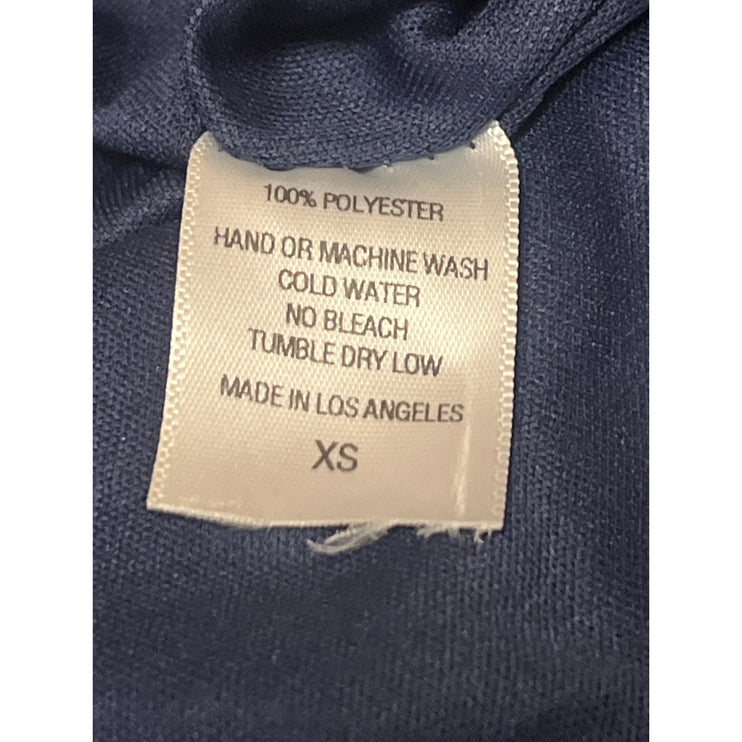 100% POLYESTER
HAND OR MACHINE WASH
COLD WATER
NO BLEACH
TUMBLE DRY LOW
MADE IN LOS ANGELES
XS